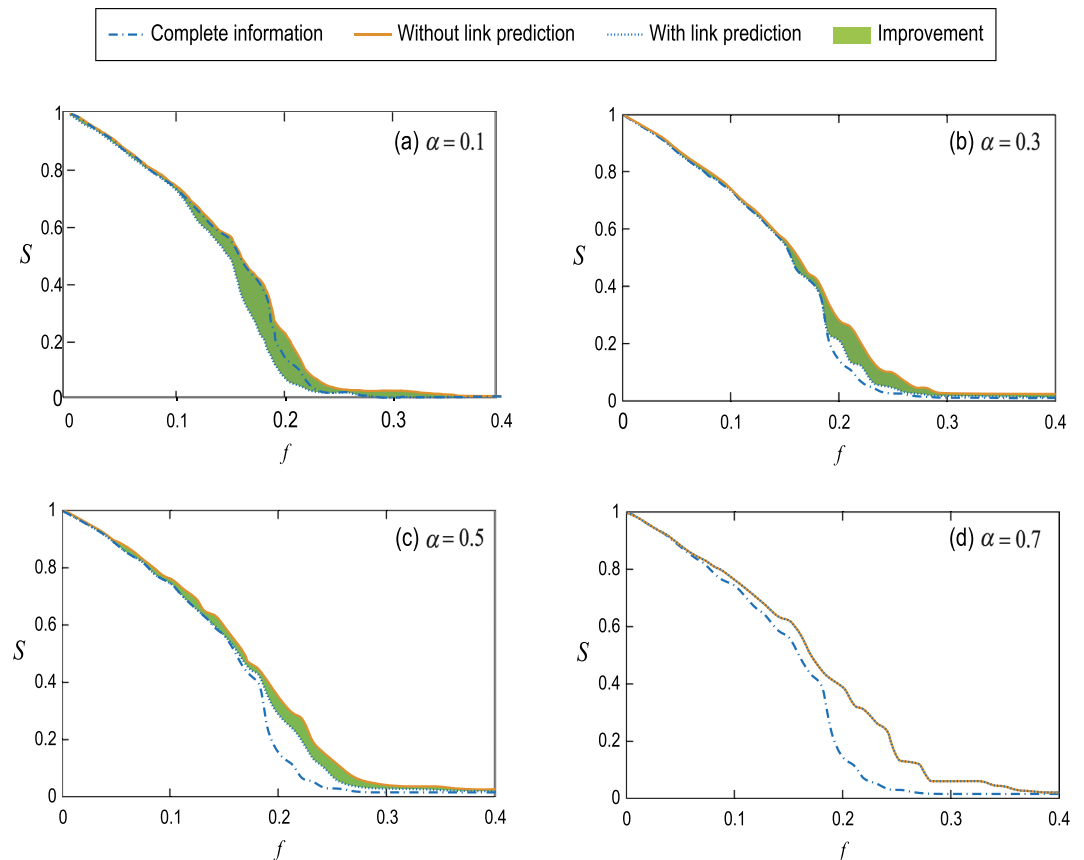 Complete information Without link prediction With link prediction Improvement
(a) α = 0.1
1
0.8
0.6
S
0.4
0.2
0
0 0.1 0.2 0.3 0.4
f
(b) α = 0.3
1
0.8
0.6
S
0.4
0.2
0
0 0.1 0.2 0.3 0.4
f
(c) α = 0.5
1
0.8
0.6
S
0.4
0.2
0
0 0.1 0.2 0.3 0.4
f
(d) α = 0.7
1
0.8
0.6
S
0.4
0.2
0
0 0.1 0.2 0.3 0.4
f